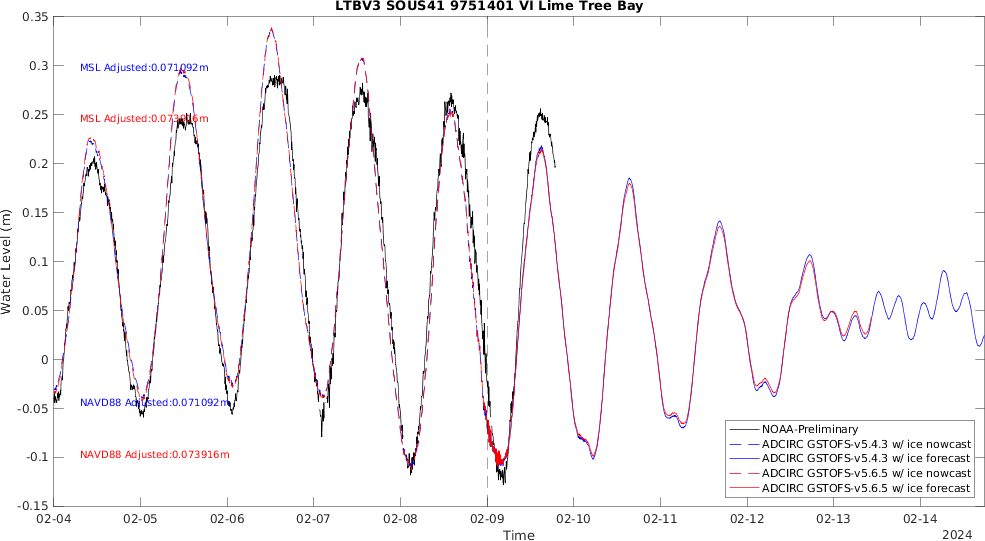 LTBV3 SOUS41 9751401 VI Lime Tree Bay
0.35
0.3
0.25
0.2
0.15
0.1
0.05
0
-0.05
-0.1
-0.15
Water Level (m)
MSL Adjusted:0.071092m
MSL Adjusted:0.073916m
NAVD88 Adjusted:0.071092m
NAVD88 Adjusted:0.073916m
NOAA-Preliminary
ADCIRC GSTOFS-v5.4.3 w/ ice nowcast
ADCIRC GSTOFS-v5.4.3 w/ ice forecast
ADCIRC GSTOFS-v5.6.5 w/ ice nowcast
ADCIRC GSTOFS-v5.6.5 w/ ice forecast
02-04 02-05 02-06 02-07 02-08 02-09 02-10 02-11 02-12 02-13 02-14
Time
2024